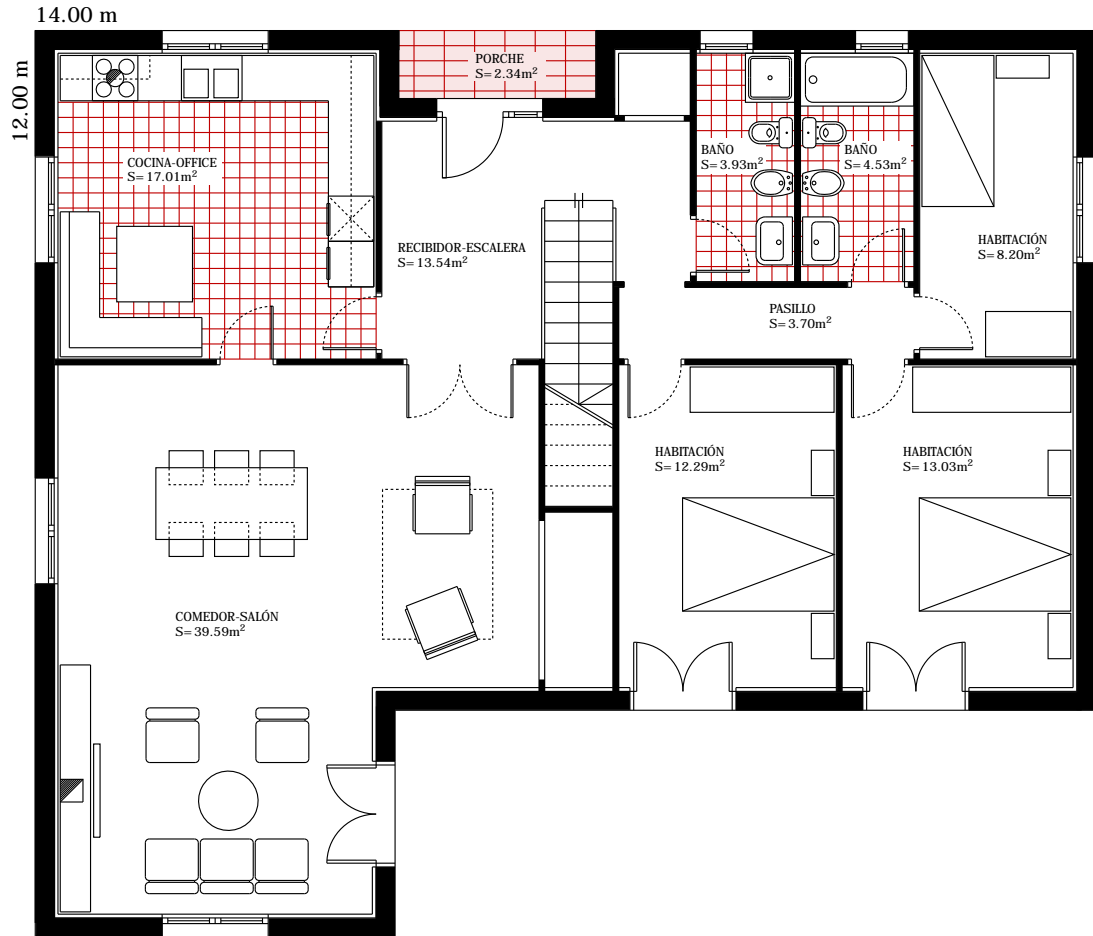 14.00 m
12.00 m
PORCHE
S=2.34m²
COCINA-OFFICE
S=17.01m²
BAÑO
S=3.93m²
BAÑO
S=4.53m²
RECIBIDOR-ESCALERA
S=13.54m²
HABITACIÓN
S=8.20m²
PASILLO
S=3.70m²
HABITACIÓN
S=12.29m²
HABITACIÓN
S=13.03m²
COMEDOR-SALÓN
S=39.59m²